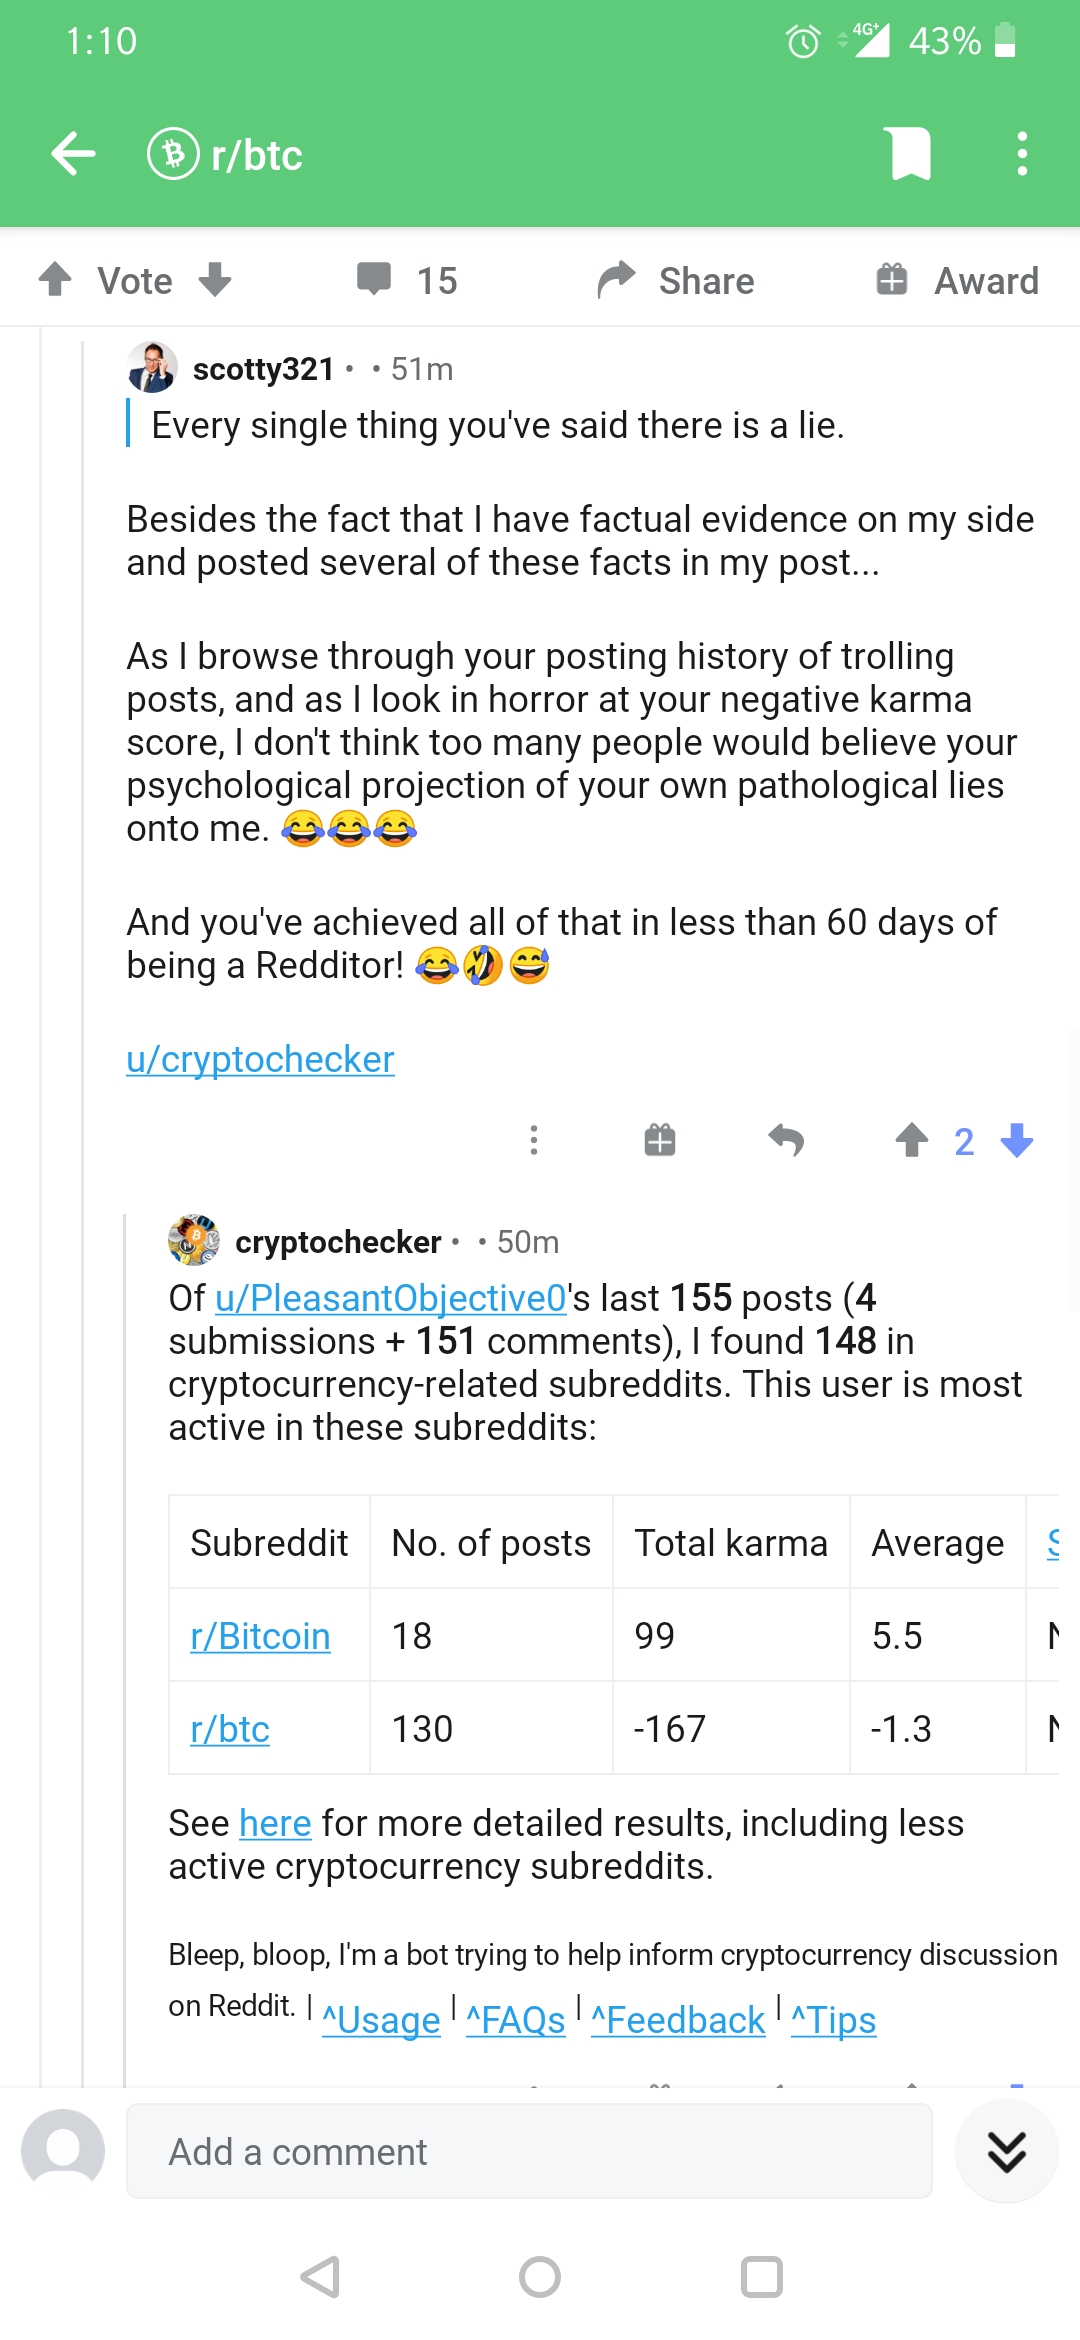 1:10
4G+ 43%
r/btc
Vote 15 Share Award
scotty321 • • 51m
Every single thing you've said there is a lie.
Besides the fact that I have factual evidence on my side
and posted several of these facts in my post...
As I browse through your posting history of trolling
posts, and as I look in horror at your negative karma
score, I don't think too many people would believe your
psychological projection of your own pathological lies
onto me. 😂😂😂
And you've achieved all of that in less than 60 days of
being a Redditor! 😂🤣😅
u/cryptochecker
2
cryptochecker • • 50m
Of u/PleasantObjective0's last 155 posts (4
submissions + 151 comments), I found 148 in
cryptocurrency-related subreddits. This user is most
active in these subreddits:
Subreddit No. of posts Total karma Average
r/Bitcoin 18 99 5.5
r/btc 130 -167 -1.3
See here for more detailed results, including less
active cryptocurrency subreddits.
Bleep, bloop, I'm a bot trying to help inform cryptocurrency discussion
on Reddit. | ^Usage | ^FAQs | ^Feedback | ^Tips
Add a comment